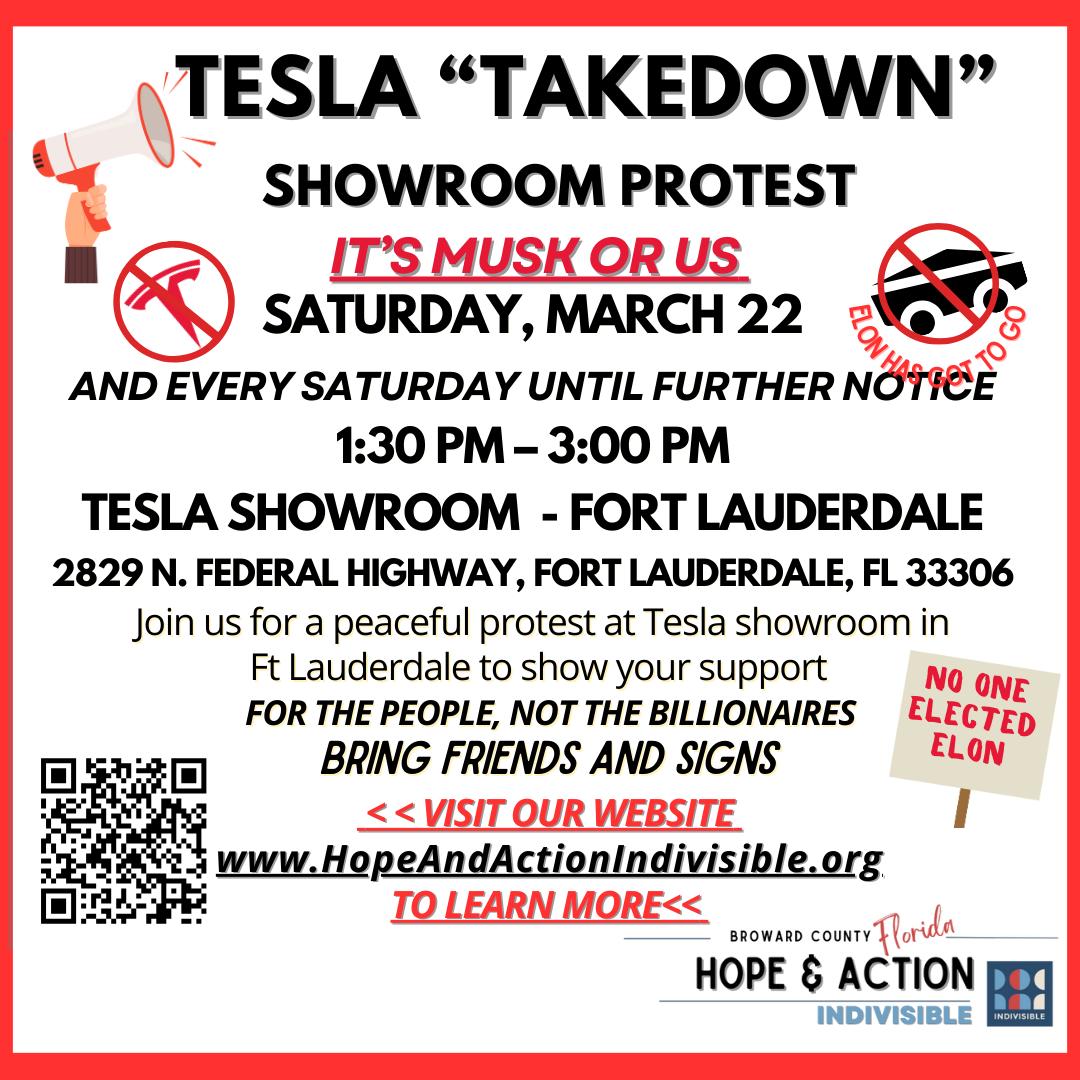 TESLA “TAKEDOWN”
SHOWROOM PROTEST
IT’S MUSK OR US
SATURDAY, MARCH 22
ELON HAS GOT TO GO
AND EVERY SATURDAY UNTIL FURTHER NOTICE
1:30 PM – 3:00 PM
TESLA SHOWROOM - FORT LAUDERDALE
2829 N. FEDERAL HIGHWAY, FORT LAUDERDALE, FL 33306
Join us for a peaceful protest at Tesla showroom in
Ft Lauderdale to show your support
FOR THE PEOPLE, NOT THE BILLIONAIRES
BRING FRIENDS AND SIGNS
NO ONE
ELECTED
ELON
<< VISIT OUR WEBSITE
www.HopeAndActionIndivisible.org
TO LEARN MORE<<
BROWARD COUNTY Florida
HOPE & ACTION
INDIVISIBLE
INDIVISIBLE